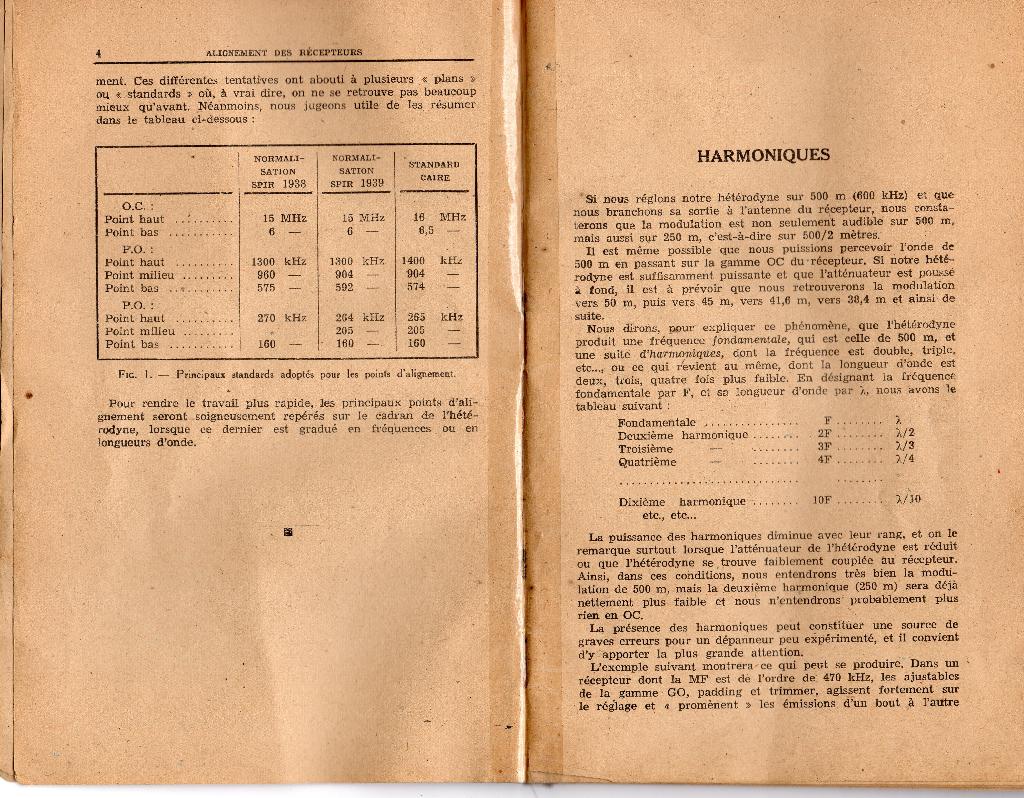 4 ALIGNEMENT DES RÉCEPTEURS
ment. Ces différentes tentatives ont abouti à plusieurs « plans »
ou « standards » où, à vrai dire, on ne se retrouve pas beaucoup
mieux qu'avant. Néanmoins, nous jugeons utile de les résumer
dans le tableau ci-dessous :
NORMALI-SATION SPIR 1938 NORMALI-SATION SPIR 1939 STANDARD CAIRE
O.C. :
Point haut .......... 15 MHz 15 MHz 16 MHz
Point bas ........... 6 — 6 — 6,5 —
P.O. :
Point haut .......... 1300 kHz 1300 kHz 1400 kHz
Point milieu ........ 960 — 904 — 904 —
Point bas ........... 575 — 592 — 574 —
P.O. :
Point haut .......... 270 kHz 264 kHz 265 kHz
Point milieu ........ 205 — 205 —
Point bas ........... 160 — 160 — 160 —
FIG. 1. — Principaux standards adoptés pour les points d'alignement.
Pour rendre le travail plus rapide, les principaux points d'ali-
gnement seront soigneusement repérés sur le cadran de l'hété-
rodyne, lorsque ce dernier est gradué en fréquences ou en
longueurs d'onde.
HARMONIQUES
Si nous réglons notre hétérodyne sur 500 m (600 kHz) et que
nous branchons sa sortie à l'antenne du récepteur, nous consta-
terons que la modulation est non seulement audible sur 500 m,
mais aussi sur 250 m, c'est-à-dire sur 500/2 mètres.
Il est même possible que nous puissions percevoir l'onde de
500 m en passant sur la gamme OC du récepteur. Si notre hété-
rodyne est suffisamment puissante et que l'atténuateur est poussé
à fond, il est à prévoir que nous retrouverons la modulation
vers 50 m, puis vers 45 m, vers 41,6 m, vers 38,4 m et ainsi de
suite.
Nous dirons, pour expliquer ce phénomène, que l'hétérodyne
produit une fréquence fondamentale, qui est celle de 500 m, et
une suite d'harmoniques, dont la fréquence est double, triple,
etc..., ou ce qui revient au même, dont la longueur d'onde est
deux, trois, quatre fois plus faible. En désignant la fréquence
fondamentale par F, et sa longueur d'onde par λ, nous avons le
tableau suivant :
Fondamentale ................ F ........ λ
Deuxième harmonique ........ 2F ........ λ/2
Troisième — ........ 3F ........ λ/3
Quatrième — ........ 4F ........ λ/4
................................ ........
Dixième harmonique ........ 10F ........ λ/10
etc., etc...
La puissance des harmoniques diminue avec leur rang, et on le
remarque surtout lorsque l'atténuateur de l'hétérodyne est réduit
ou que l'hétérodyne se trouve faiblement couplée au récepteur.
Ainsi, dans ces conditions, nous entendrons très bien la modu-
lation de 500 m, mais la deuxième harmonique (250 m) sera déjà
nettement plus faible et nous n'entendrons probablement plus
rien en OC.
La présence des harmoniques peut constituer une source de
graves erreurs pour un dépanneur peu expérimenté, et il convient
d'y apporter la plus grande attention.
L'exemple suivant montrera ce qui peut se produire. Dans un
récepteur dont la MF est de l'ordre de 470 kHz, les ajustables
de la gamme GO, padding et trimmer, agissent fortement sur
le réglage et « promènent » les émissions d'un bout à l'autre